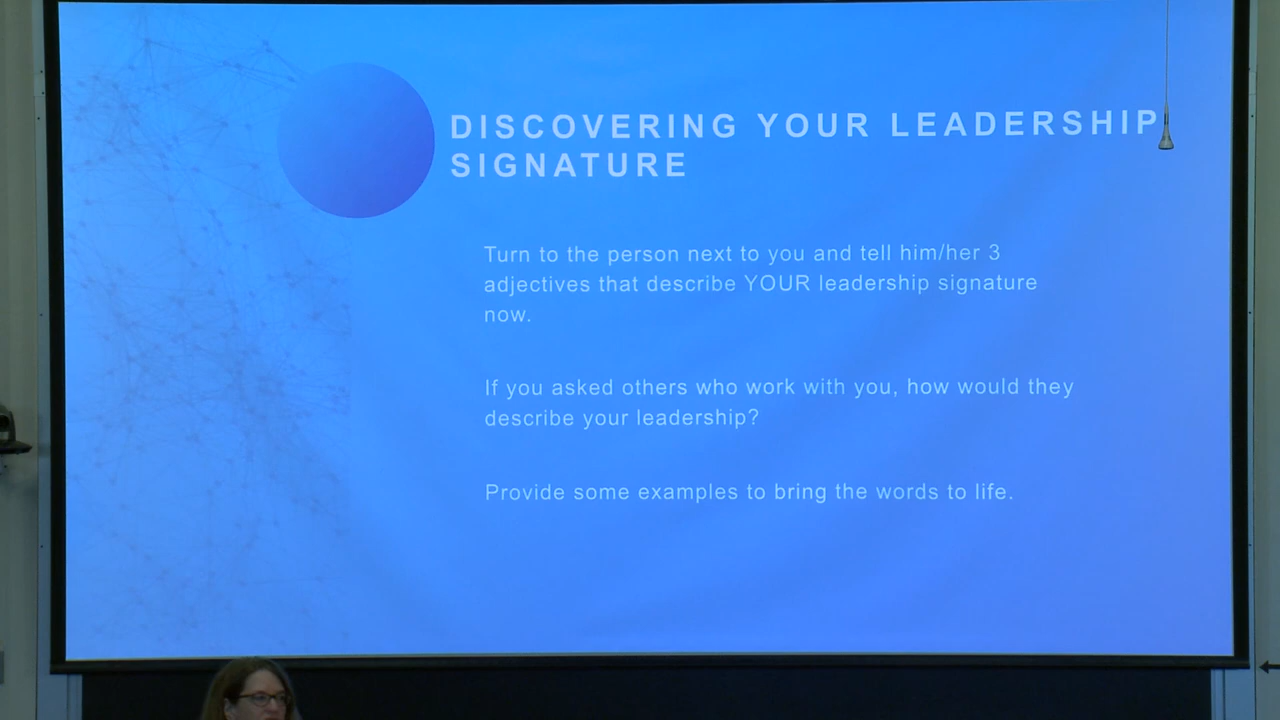 DISCOVERING YOUR LEADERSHIP
SIGNATURE
Turn to the person next to you and tell him/her 3
adjectives that describe YOUR leadership signature
now.
If you asked others who work with you, how would they
describe your leadership?
Provide some examples to bring the words to life.